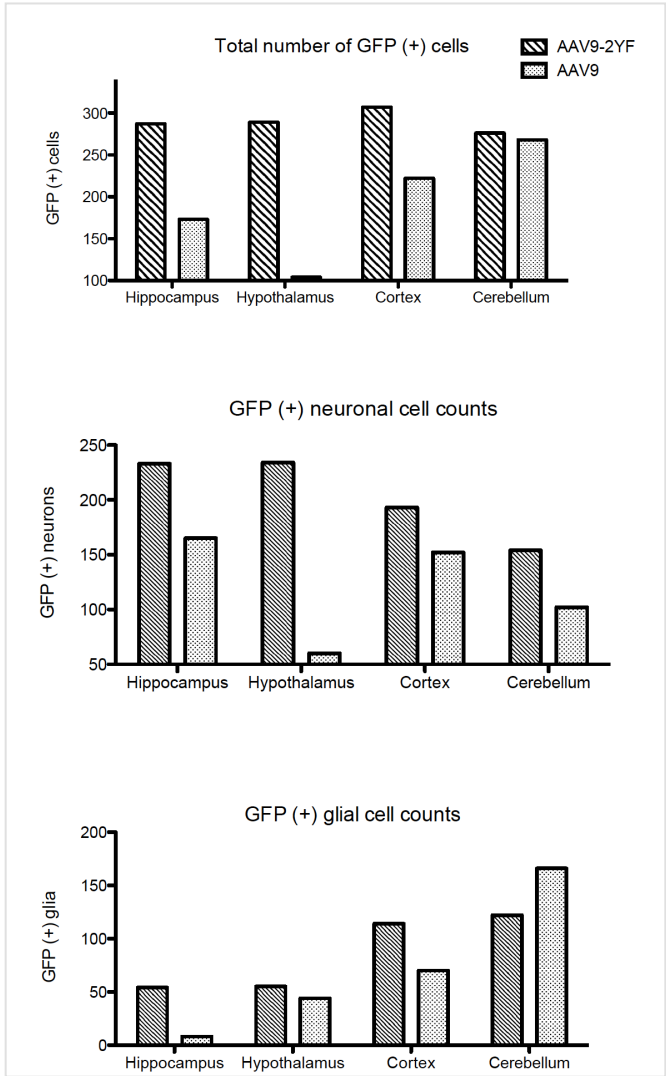 Total number of GFP (+) cells
AAV9-2YF
AAV9
GFP (+) cells
300
250
200
150
100
Hippocampus Hypothalamus Cortex Cerebellum
GFP (+) neuronal cell counts
GFP (+) neurons
250
200
150
100
50
Hippocampus Hypothalamus Cortex Cerebellum
GFP (+) glial cell counts
GFP (+) glia
200
150
100
50
0
Hippocampus Hypothalamus Cortex Cerebellum